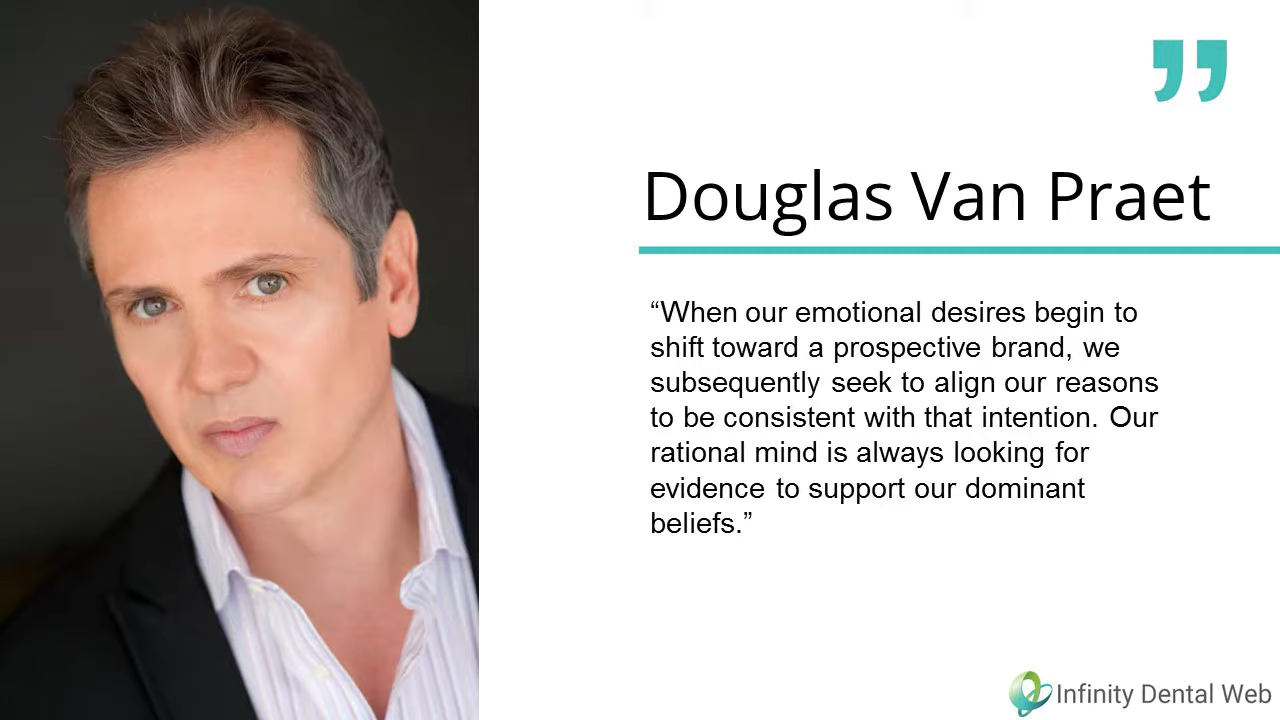 Douglas Van Praet
“When our emotional desires begin to
shift toward a prospective brand, we
subsequently seek to align our reasons
to be consistent with that intention. Our
rational mind is always looking for
evidence to support our dominant
beliefs.”
Infinity Dental Web